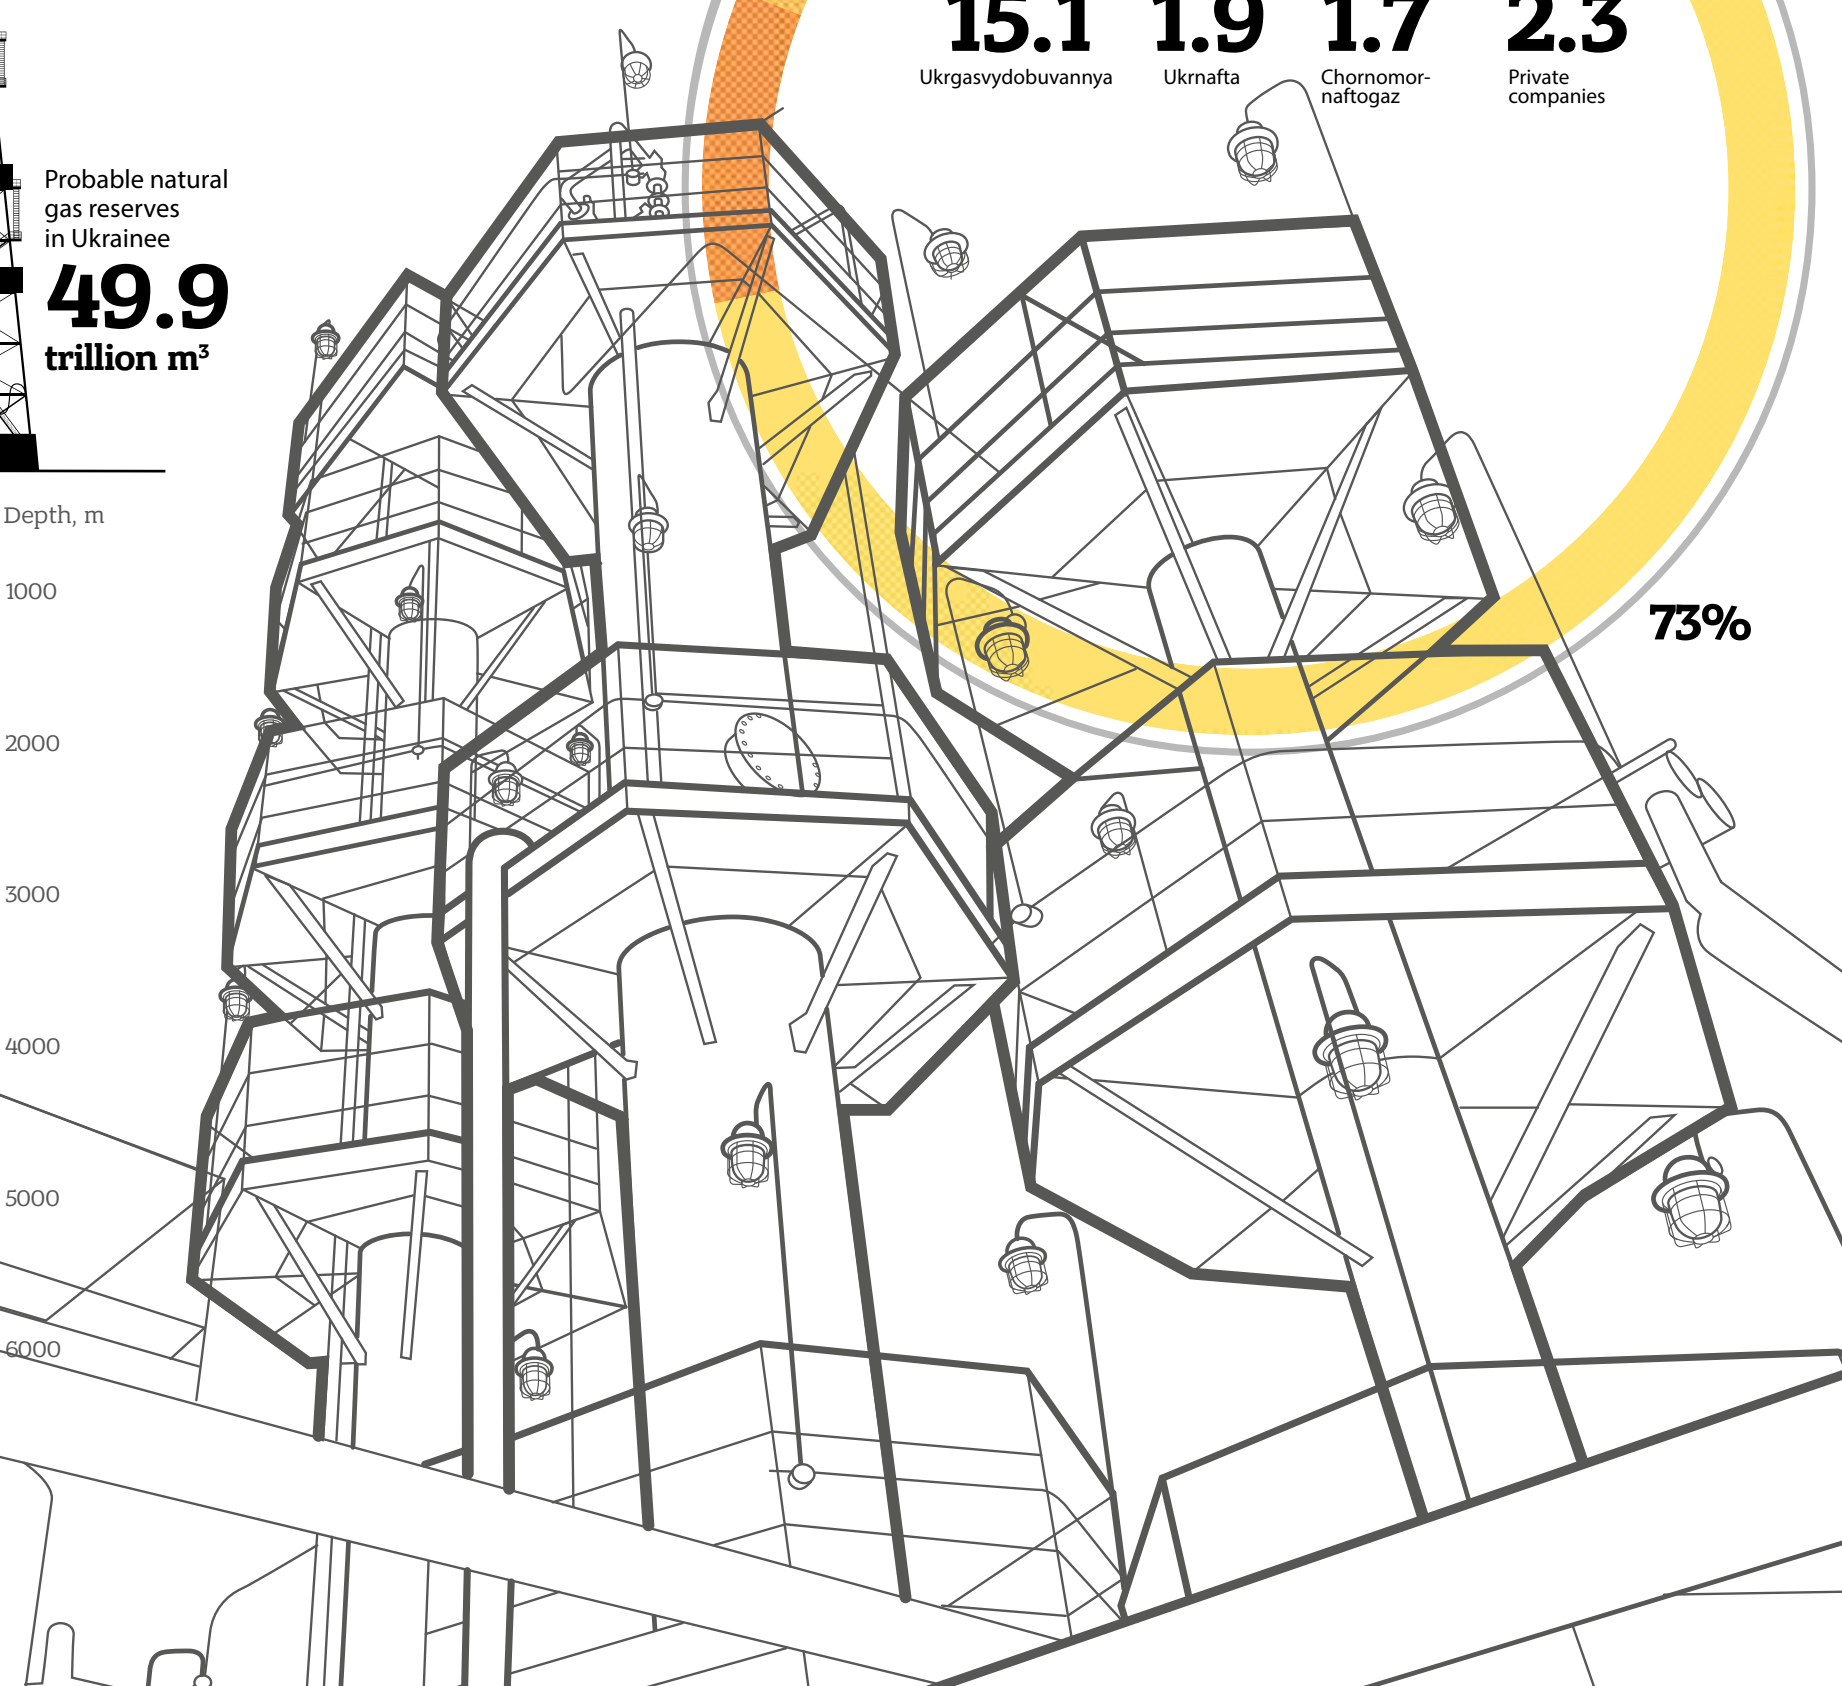 15.1 1.9 1.7 2.3
Ukrgasvydobuvannya Ukrnafta Chornomor-
naftogaz Private
companies
Probable natural
gas reserves
in Ukrainee
49.9
trillion m³
Depth, m
1000
73%
2000
3000
4000
5000
6000